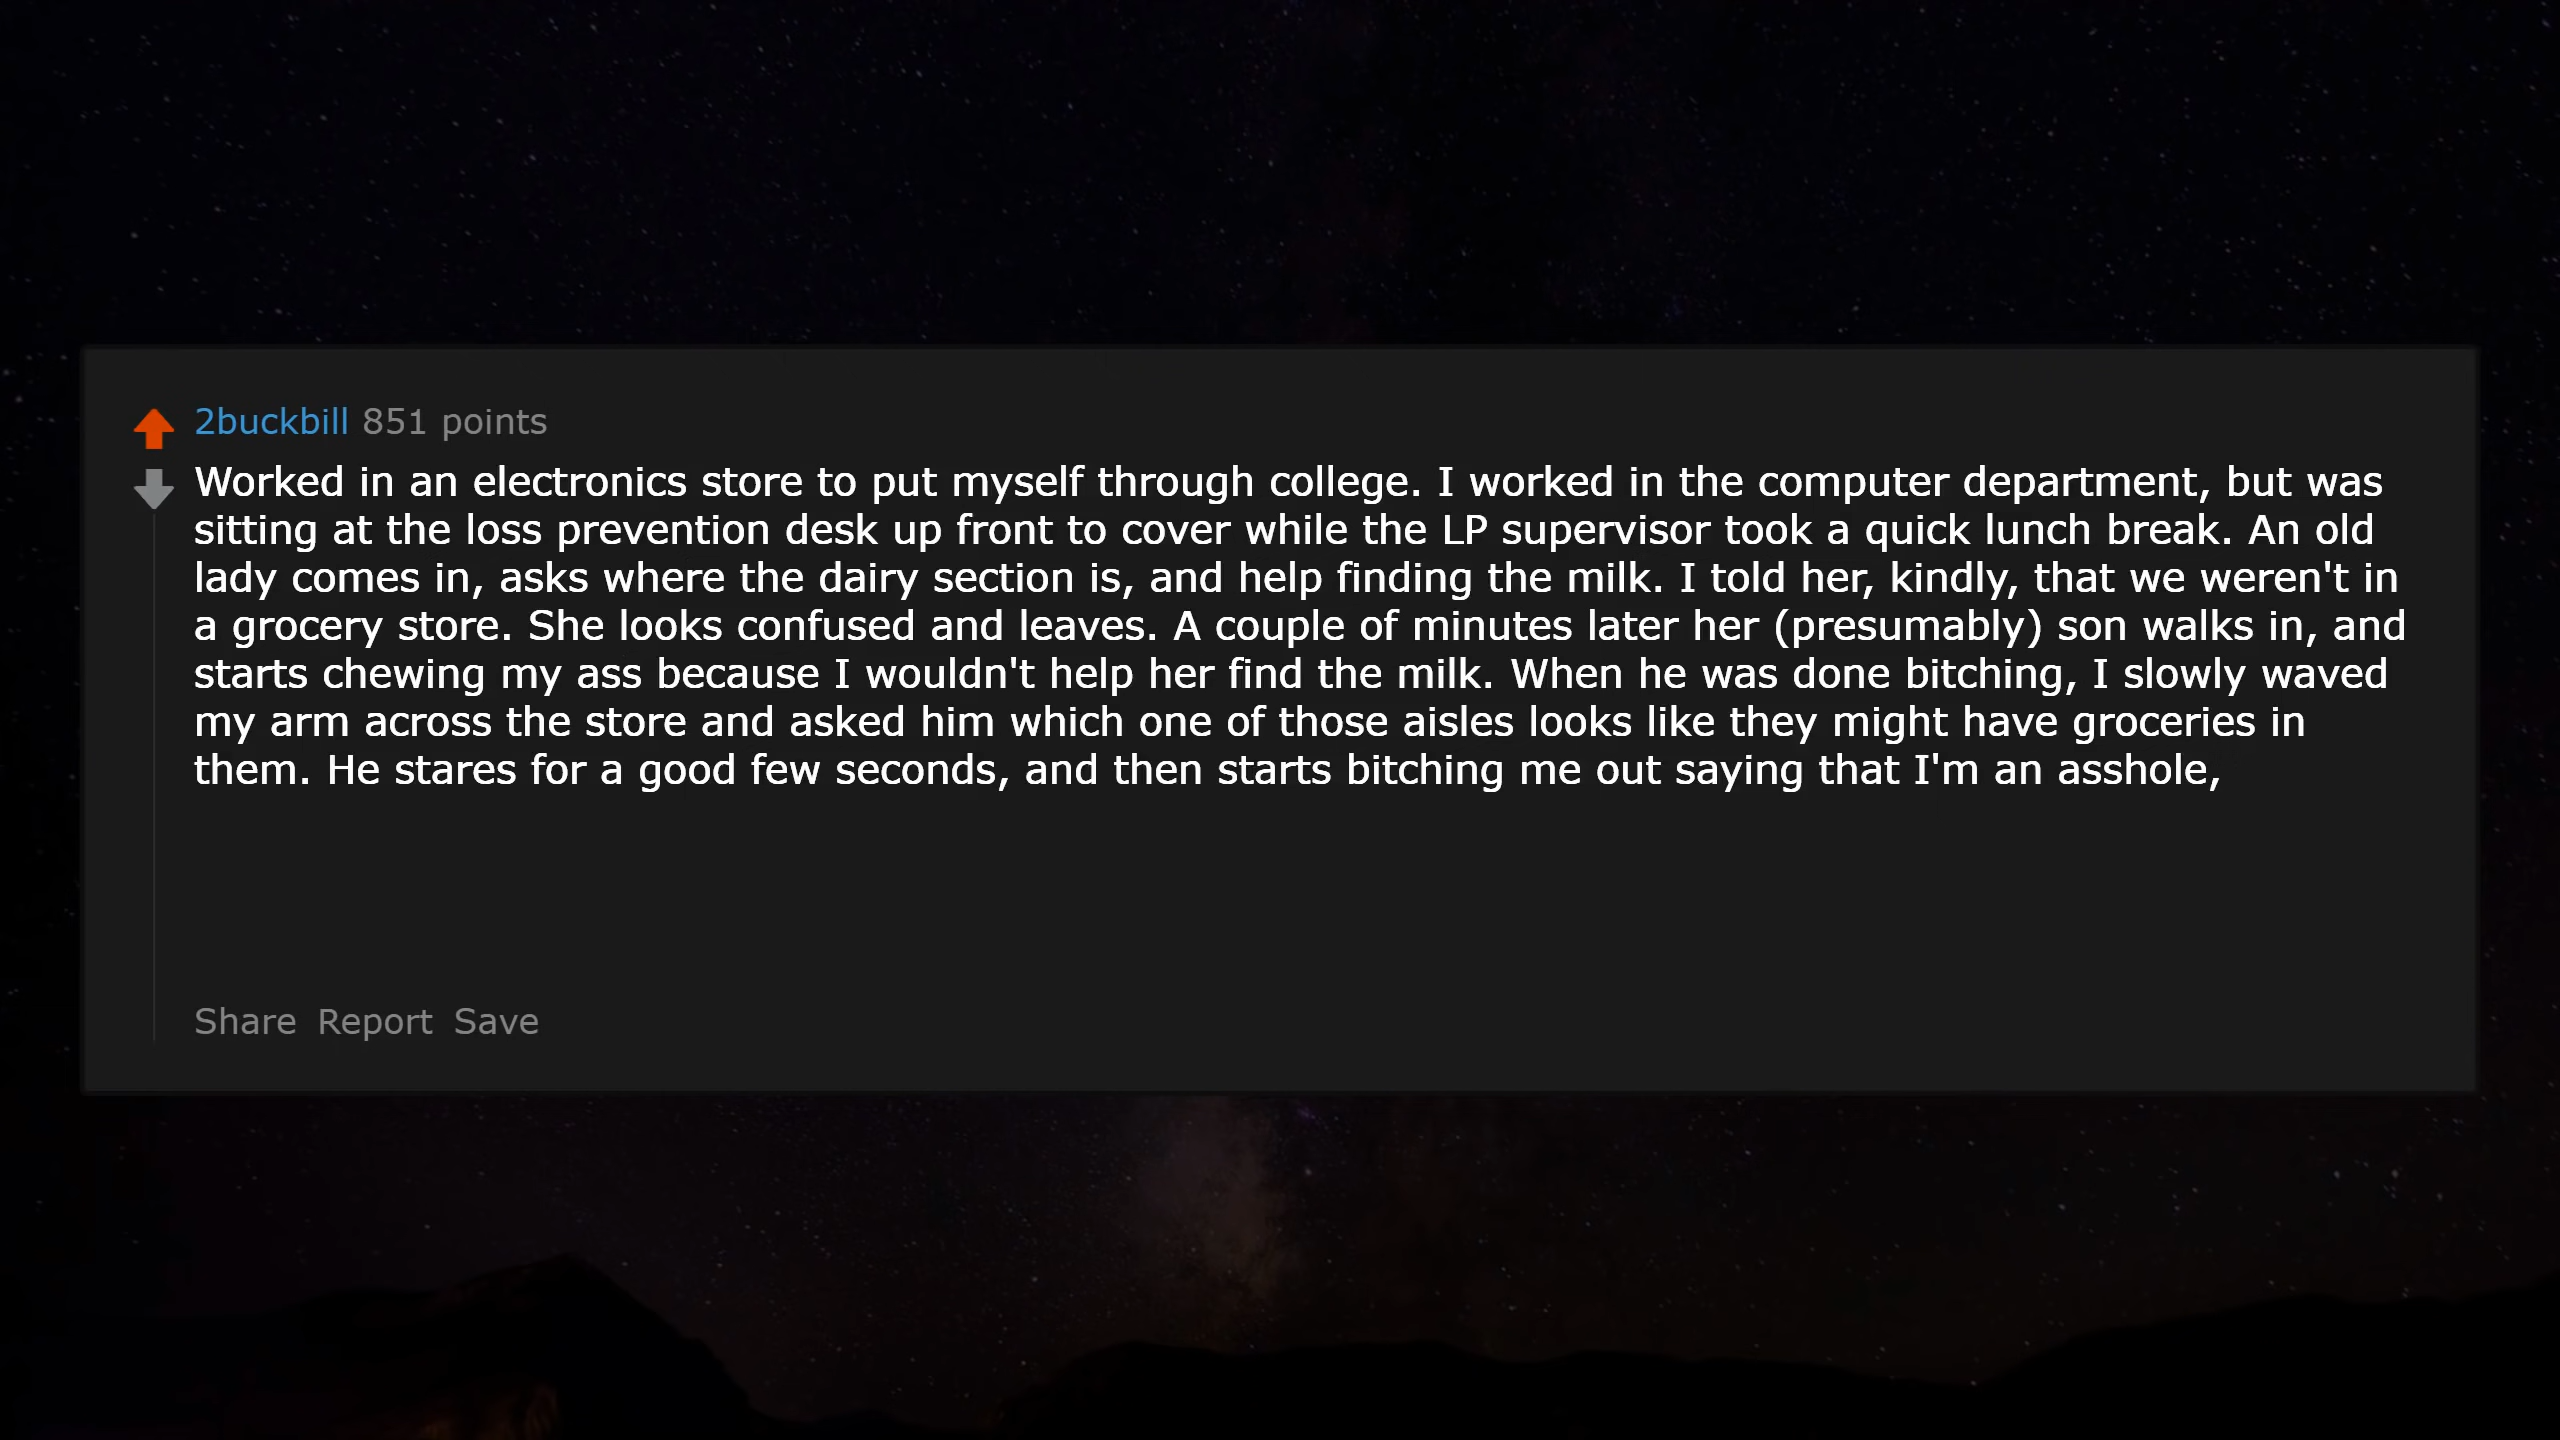 2buckbill 851 points
Worked in an electronics store to put myself through college. I worked in the computer department, but was
sitting at the loss prevention desk up front to cover while the LP supervisor took a quick lunch break. An old
lady comes in, asks where the dairy section is, and help finding the milk. I told her, kindly, that we weren't in
a grocery store. She looks confused and leaves. A couple of minutes later her (presumably) son walks in, and
starts chewing my ass because I wouldn't help her find the milk. When he was done bitching, I slowly waved
my arm across the store and asked him which one of those aisles looks like they might have groceries in
them. He stares for a good few seconds, and then starts bitching me out saying that I'm an asshole,
Share Report Save